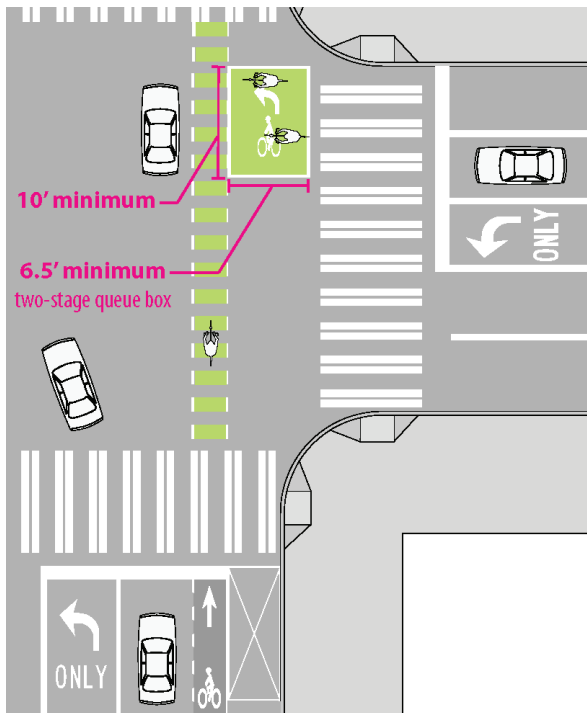 10’ minimum
6.5’ minimum
two-stage queue box
ONLY
ONLY